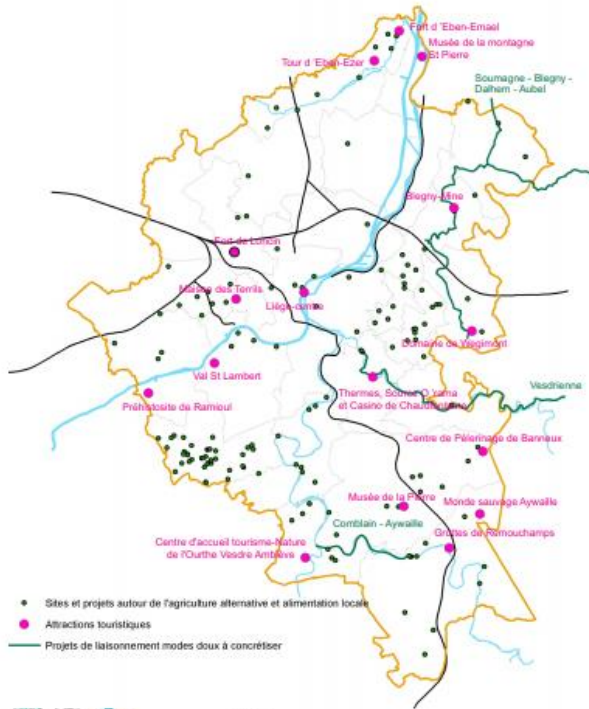 Fort d 'Eben-Emael
Musée de la montagne
St Pierre
Tour d 'Eben-Ezer
Soumagne - Blegny -
Dalhem - Aubel
Blegny-Mine
Fort de Loncin
Maison des Terrils
Liège-centre
Domaine de Wégimont
Val St Lambert
Vesdrienne
Thermes, Source O Yama
et Casino de Chaudfontaine
Préhistosite de Ramioul
Centre de Pèlerinage de Banneux
Musée de la Pierre
Monde sauvage Aywaille
Comblain - Aywaille
Grottes de Remouchamps
Centre d'accueil tourisme-Nature
de l'Ourthe Vesdre Amblève
Sites et projets autour de l'agriculture alternative et alimentation locale
Attractions touristiques
Projets de liaisonnement modes doux à concrétiser